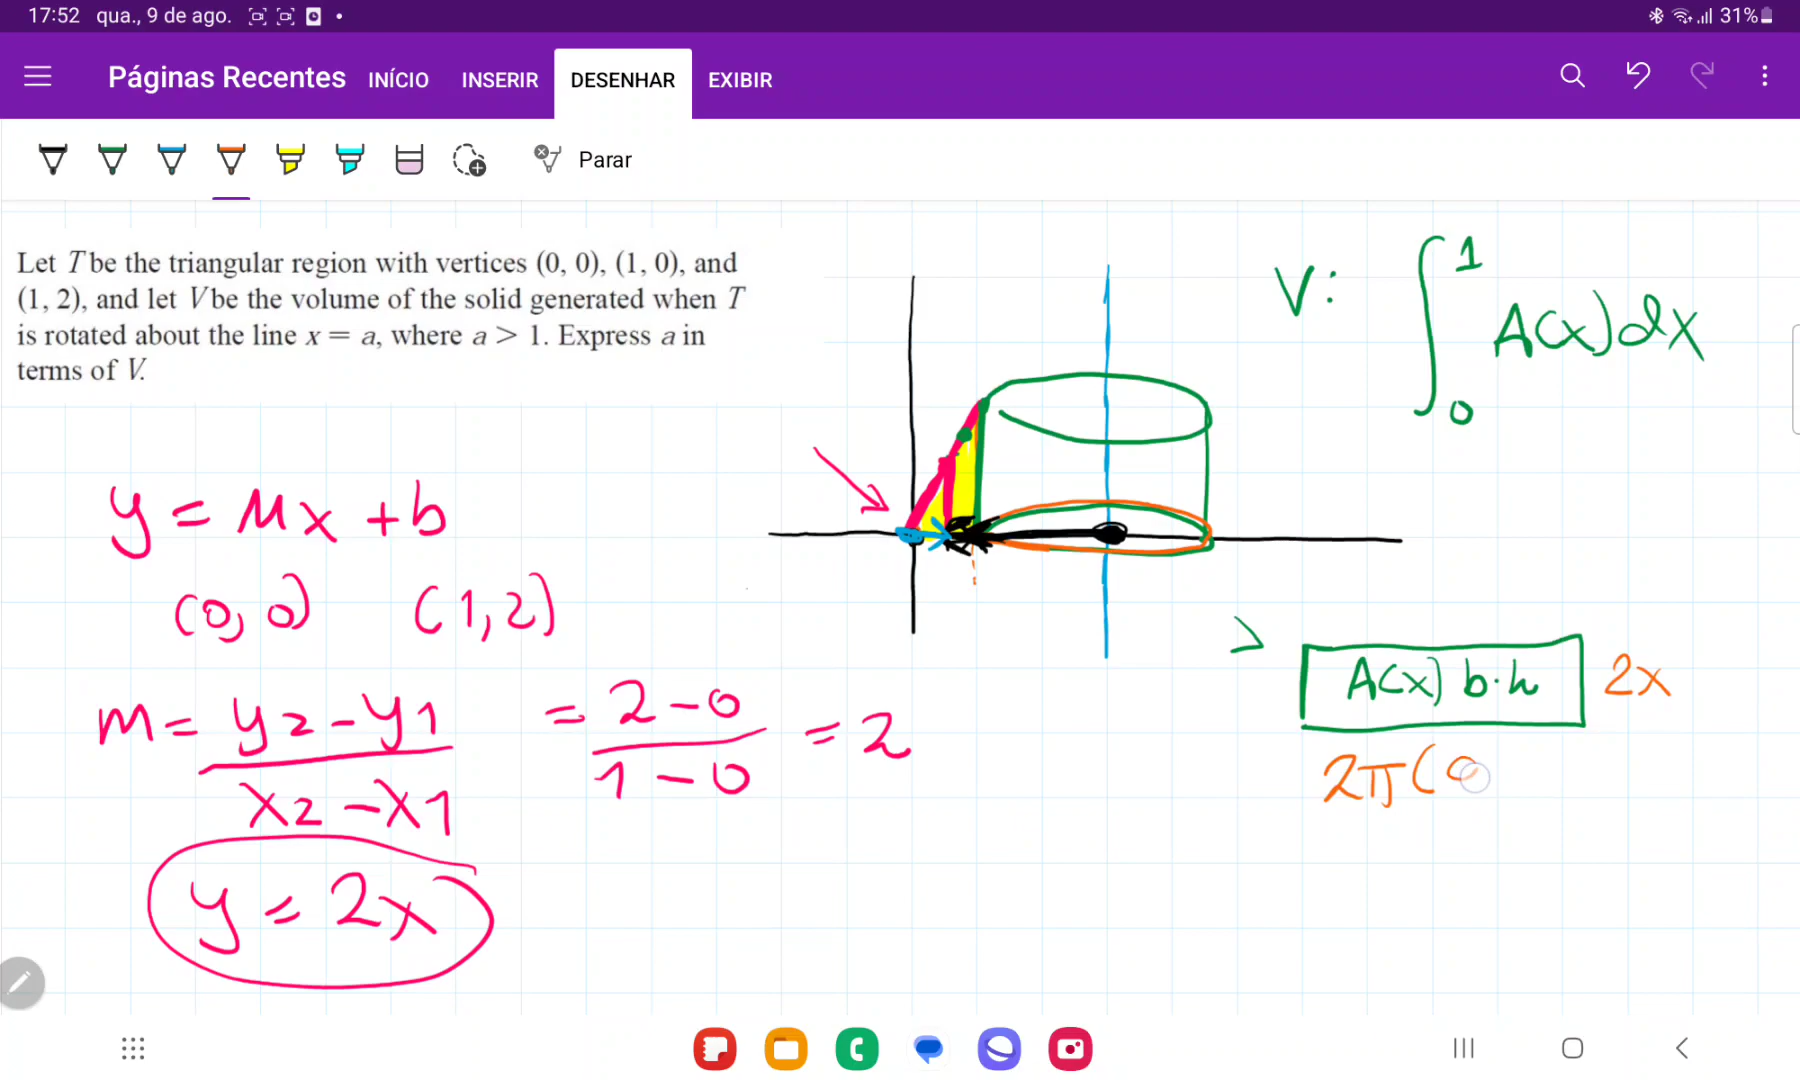 17:52 qua., 9 de ago. 31%
Páginas Recentes INÍCIO INSERIR DESENHAR EXIBIR
Parar
Let T be the triangular region with vertices (0, 0), (1, 0), and
(1, 2), and let V be the volume of the solid generated when T
is rotated about the line x = a, where a > 1. Express a in
terms of V.
V: ∫₀¹ A(x)dx
y = Mx + b
(0,0) (1,2)
m = y2-y1 / x2-x1 = 2-0 / 1-0 = 2
y = 2x
> A(x) b·h 2x
2π(